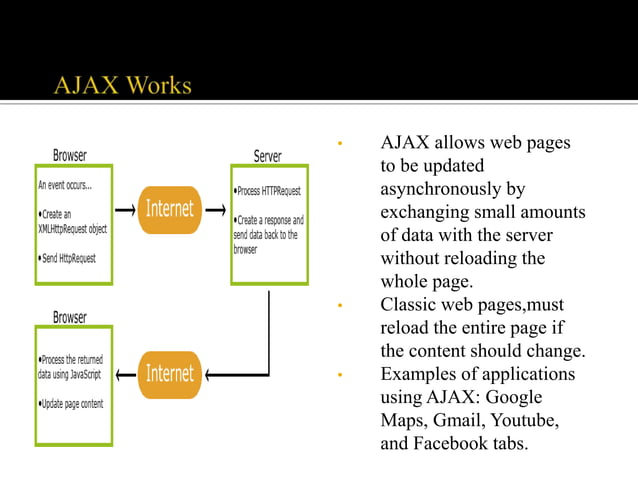 AJAX Works
Browser
An event occurs...
•Create an
XMLHttpRequest object
•Send HttpRequest
Internet
Server
•Process HTTPRequest
•Create a response and
send data back to the
browser
Browser
•Process the returned
data using JavaScript
•Update page content
Internet
• AJAX allows web pages
to be updated
asynchronously by
exchanging small amounts
of data with the server
without reloading the
whole page.
• Classic web pages,must
reload the entire page if
the content should change.
• Examples of applications
using AJAX: Google
Maps, Gmail, Youtube,
and Facebook tabs.